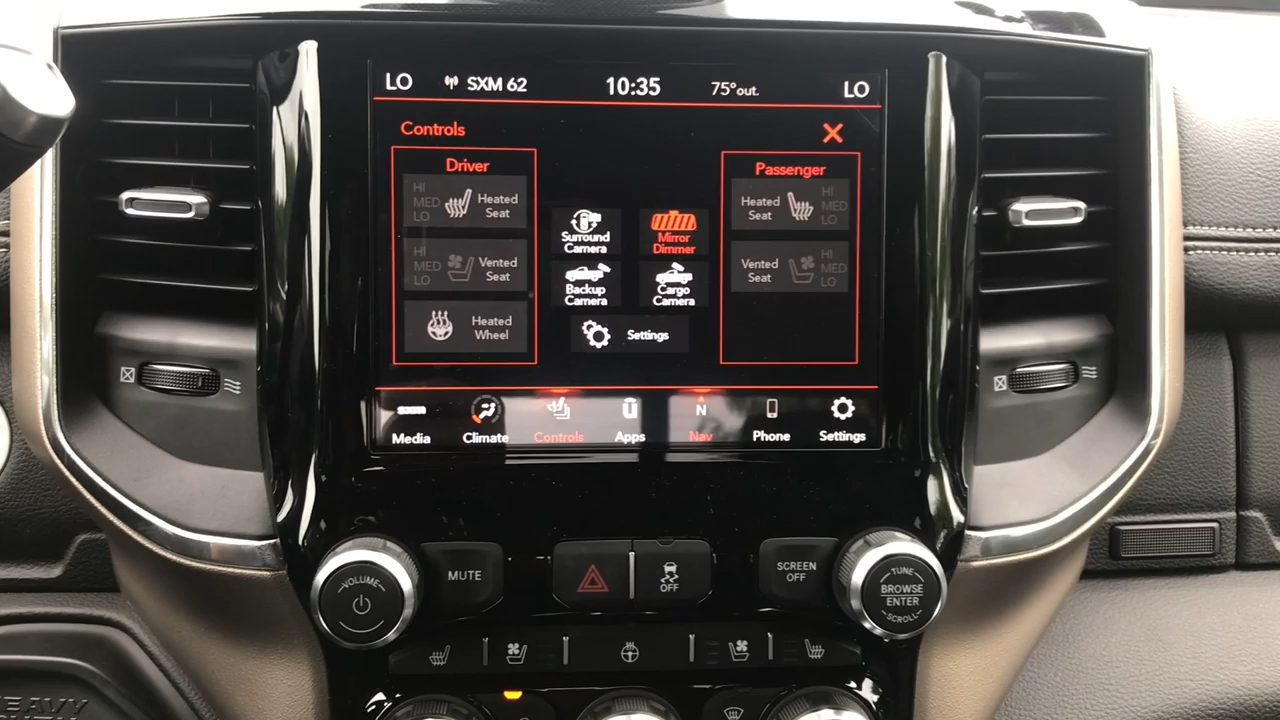 LO SXM 62 10:35 75°out. LO
Controls
Driver
HI
MED
LO
Heated
Seat
HI
MED
LO
Vented
Seat
Heated
Wheel
Surround
Camera
Mirror
Dimmer
Backup
Camera
Cargo
Camera
Settings
Passenger
Heated
Seat
HI
MED
LO
Vented
Seat
HI
MED
LO
sxm
Media
Climate
Controls
Apps
N
Nav
Phone
Settings
VOLUME
MUTE
OFF
SCREEN
OFF
TUNE
BROWSE
ENTER
SCROLL
HEAVY